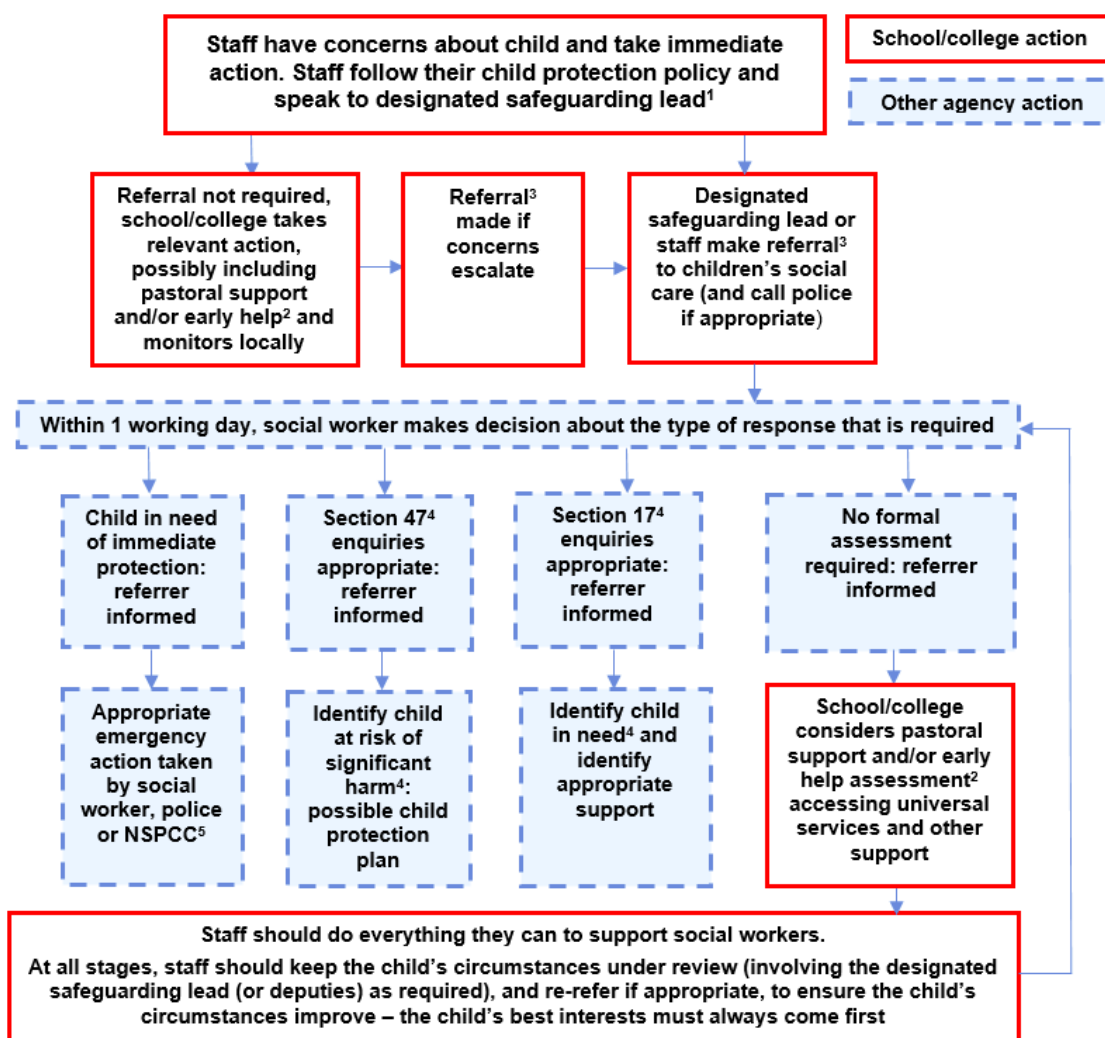 Staff have concerns about child and take immediate
action. Staff follow their child protection policy and
speak to designated safeguarding lead¹
School/college action
Other agency action
Referral not required,
school/college takes
relevant action,
possibly including
pastoral support
and/or early help² and
monitors locally
Referral³
made if
concerns
escalate
Designated
safeguarding lead or
staff make referral³
to children’s social
care (and call police
if appropriate)
Within 1 working day, social worker makes decision about the type of response that is required
Child in need
of immediate
protection:
referrer
informed
Section 47⁴
enquiries
appropriate:
referrer
informed
Section 17⁴
enquiries
appropriate:
referrer
informed
No formal
assessment
required: referrer
informed
Appropriate
emergency
action taken
by social
worker, police
or NSPCC⁵
Identify child
at risk of
significant
harm⁴:
possible child
protection
plan
Identify child
in need⁴ and
identify
appropriate
support
School/college
considers pastoral
support and/or early
help assessment²
accessing universal
services and other
support
Staff should do everything they can to support social workers.
At all stages, staff should keep the child’s circumstances under review (involving the designated
safeguarding lead (or deputies) as required), and re-refer if appropriate, to ensure the child’s
circumstances improve – the child’s best interests must always come first